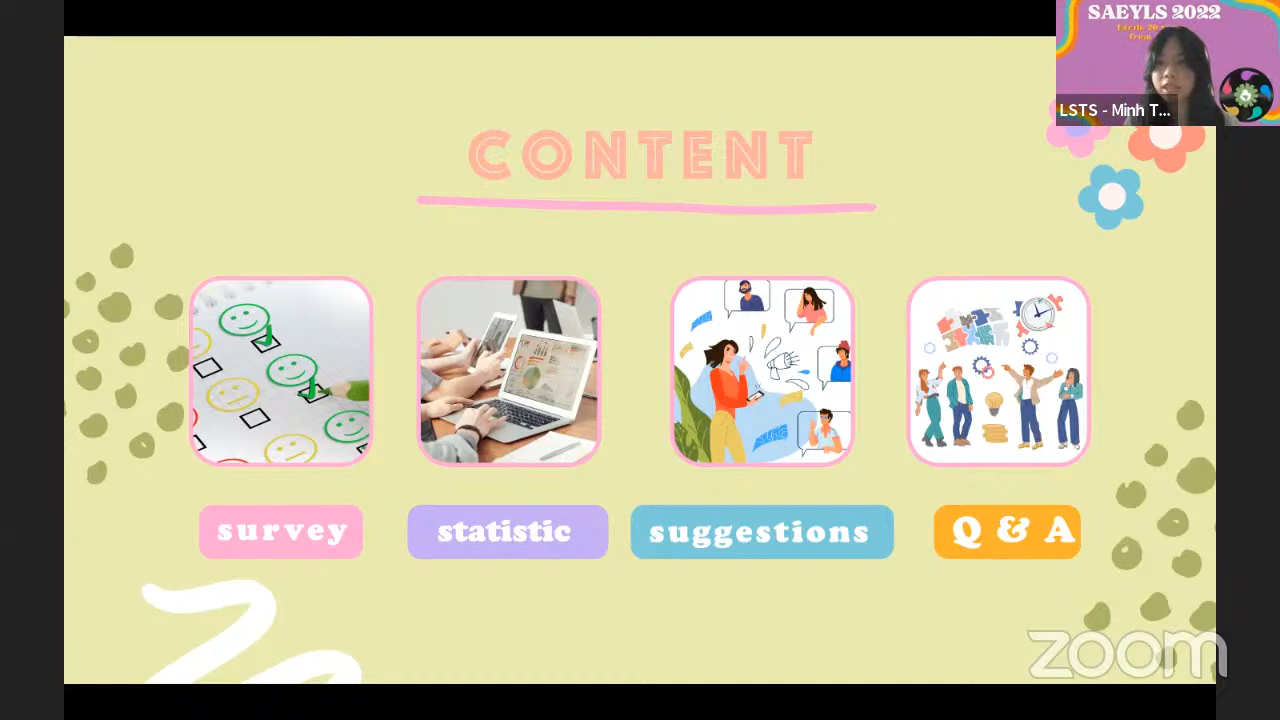 SAEYLS 2022
LSTS - Minh T...
CONTENT
survey
statistic
suggestions
Q & A
zoom